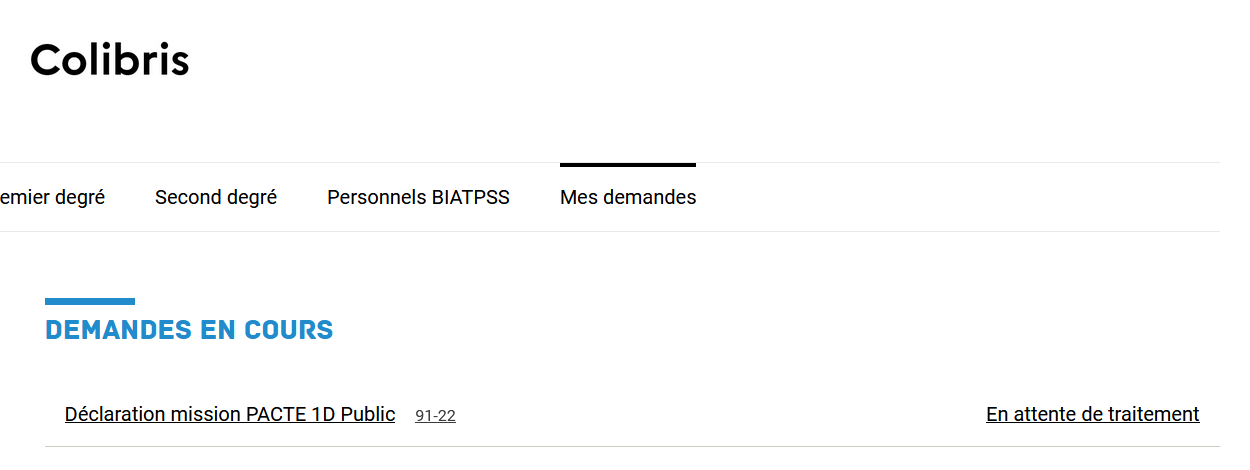 Colibris
emier degré Second degré Personnels BIATPSS Mes demandes
DEMANDES EN COURS
Déclaration mission PACTE 1D Public 91-22 En attente de traitement